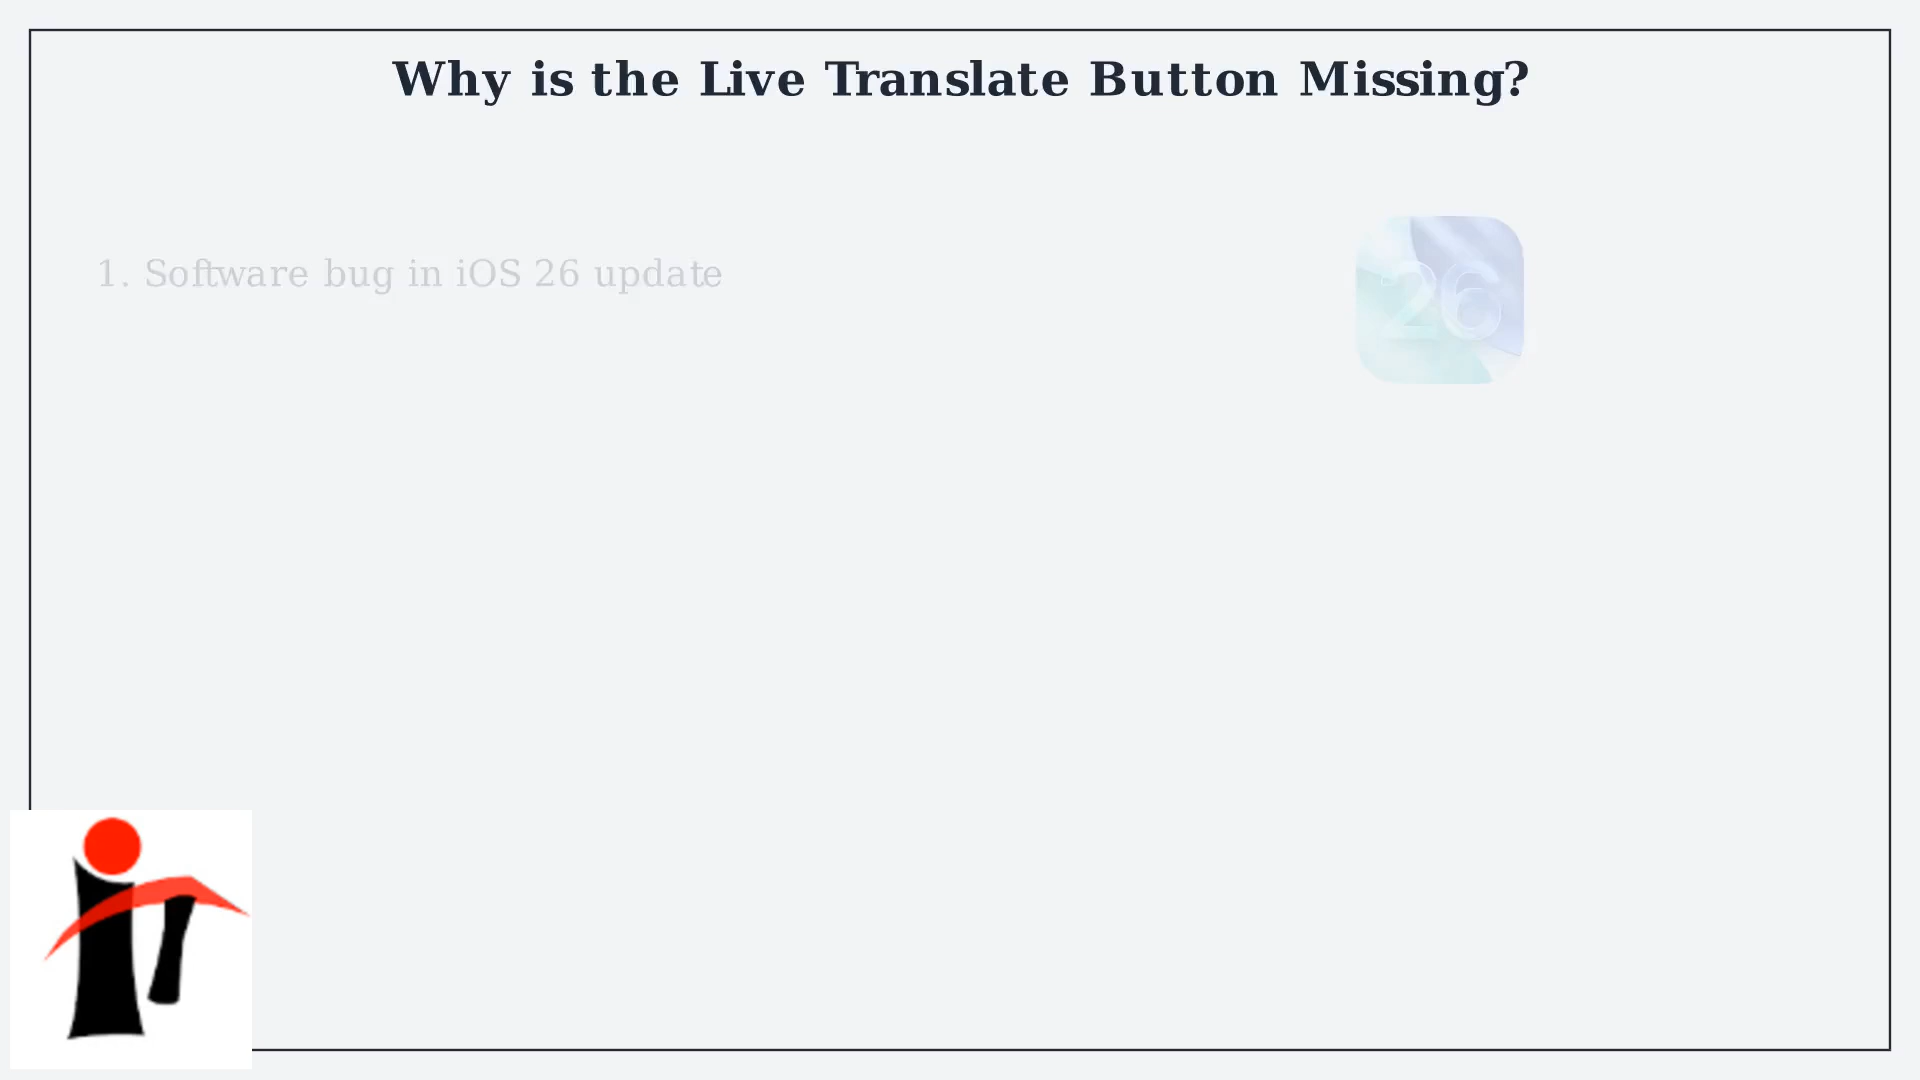 Why is the Live Translate Button Missing?
1. Software bug in iOS 26 update
26